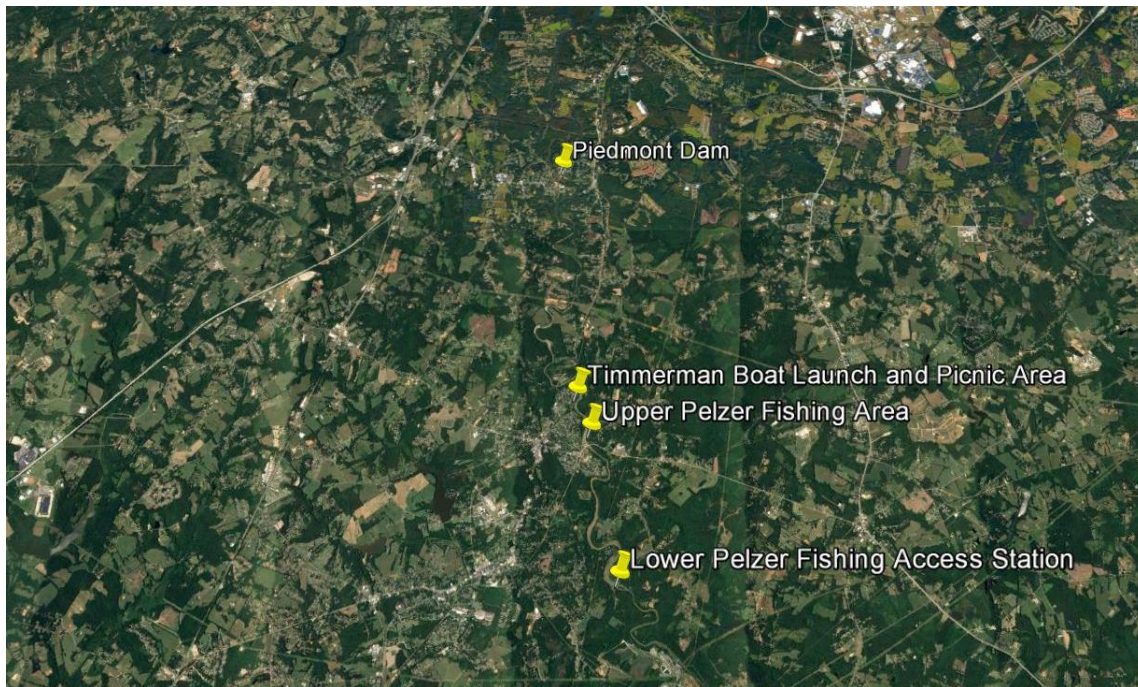 Piedmont Dam
Timmerman Boat Launch and Picnic Area
Upper Pelzer Fishing Area
Lower Pelzer Fishing Access Station